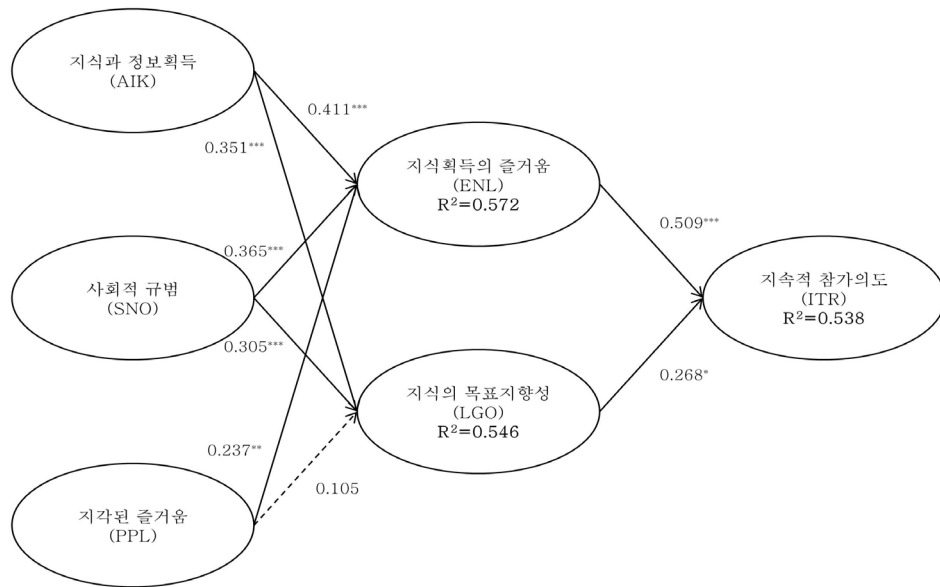 지식과 정보획득
(AIK)
0.411***
0.351***
지식획득의 즐거움
(ENL)
R²=0.572
0.509***
0.365***
사회적 규범
(SNO)
지속적 참가의도
(ITR)
R²=0.538
0.305***
0.268*
지식의 목표지향성
(LGO)
R²=0.546
0.237**
0.105
지각된 즐거움
(PPL)